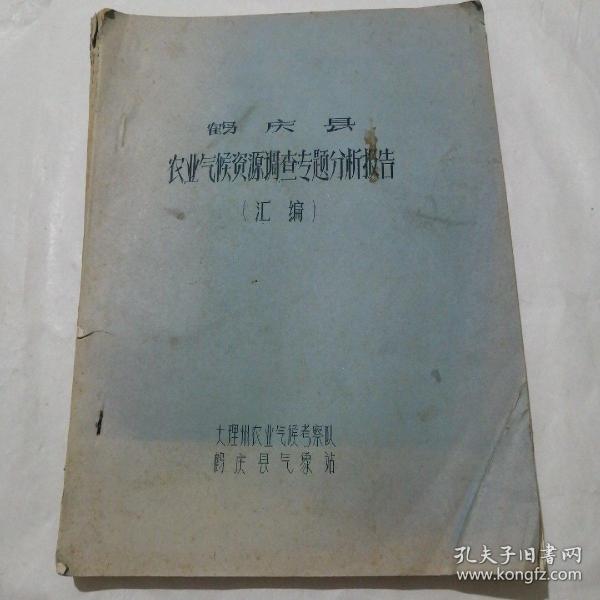 鹤庆县
农业气候资源调查专题分析报告
（汇编）
大理州农业气候考察队
鹤庆县气象站
孔夫子旧书网
www.kongfz.com